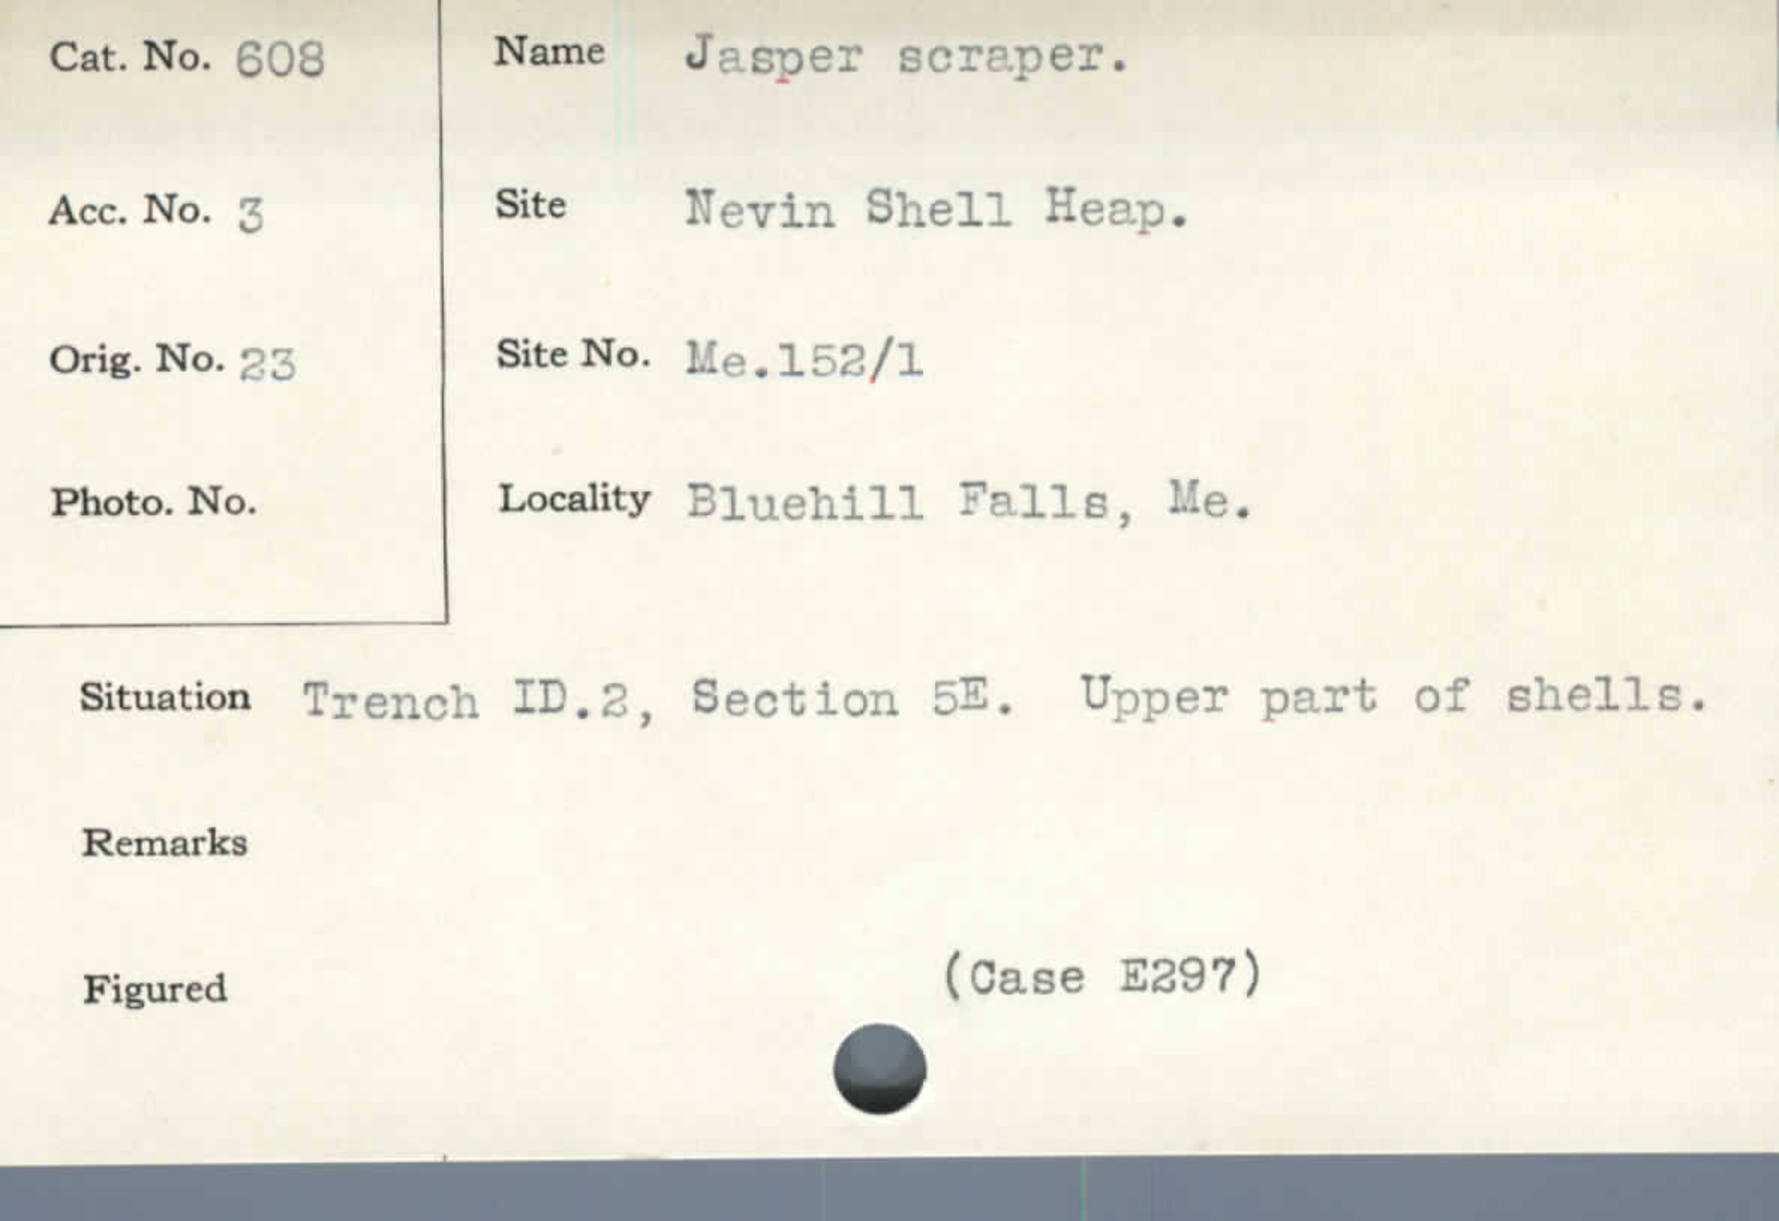 Cat. No. 608
Name Jasper scraper.
Acc. No. 3
Site Nevin Shell Heap.
Orig. No. 23
Site No. Me.152/1
Photo. No.
Locality Bluehill Falls, Me.
Situation Trench ID.2, Section 5E. Upper part of shells.
Remarks
Figured
(Case E297)